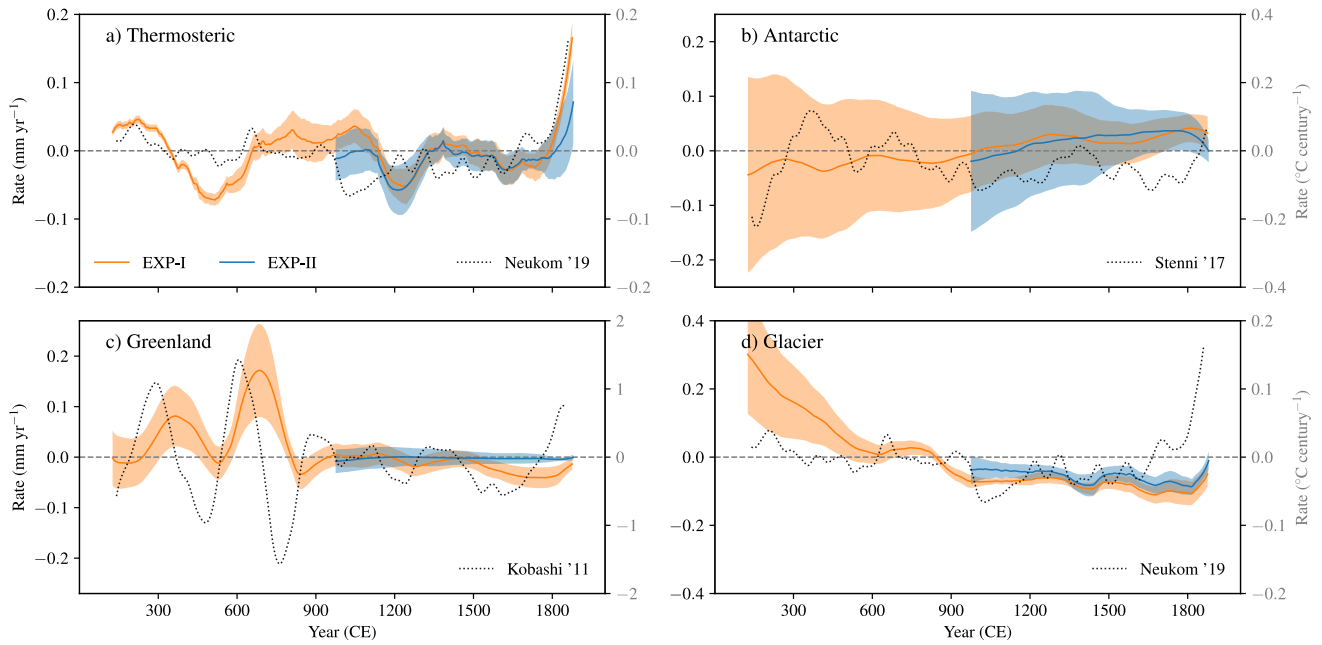 a) Thermosteric
0.2
0.1
0.0
−0.1
−0.2
Rate (mm yr−1)
0.2
0.1
0.0
−0.1
−0.2
EXP-I
EXP-II
Neukom ’19
b) Antarctic
0.2
0.1
0.0
−0.1
−0.2
0.4
0.2
0.0
−0.2
−0.4
Rate (°C century−1)
Stenni ’17
c) Greenland
0.2
0.1
0.0
−0.1
−0.2
Rate (mm yr−1)
2
1
0
−1
−2
Kobashi ’11
300 600 900 1200 1500 1800
Year (CE)
d) Glacier
0.4
0.2
0.0
−0.2
−0.4
0.2
0.1
0.0
−0.1
−0.2
Rate (°C century−1)
Neukom ’19
300 600 900 1200 1500 1800
Year (CE)